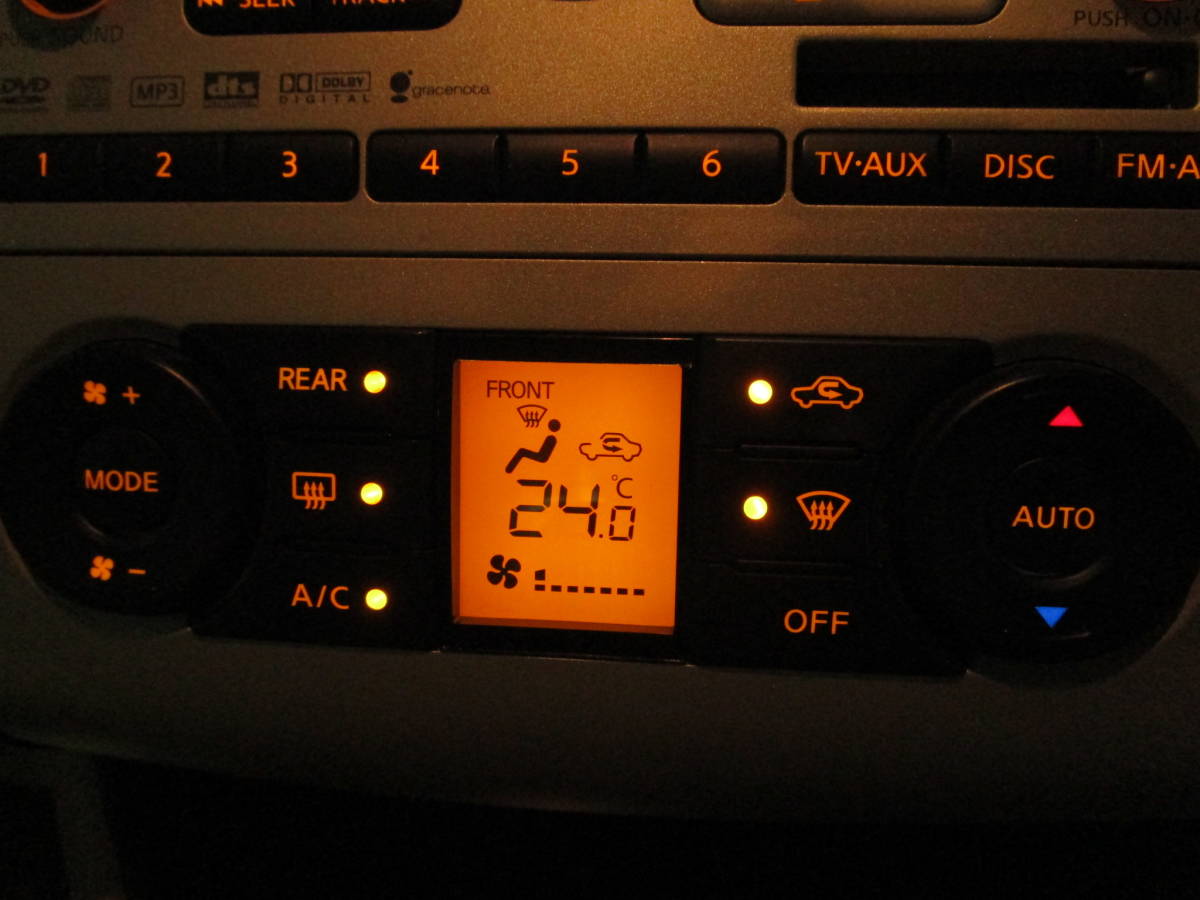 SEEK TRACK
SOUND
PUSH ON
DVD MP3 dts DOLBY DIGITAL gracenote
1 2 3 4 5 6 TV·AUX DISC FM·A
+ REAR
MODE
−
A/C
FRONT
24.0 °C
AUTO
OFF